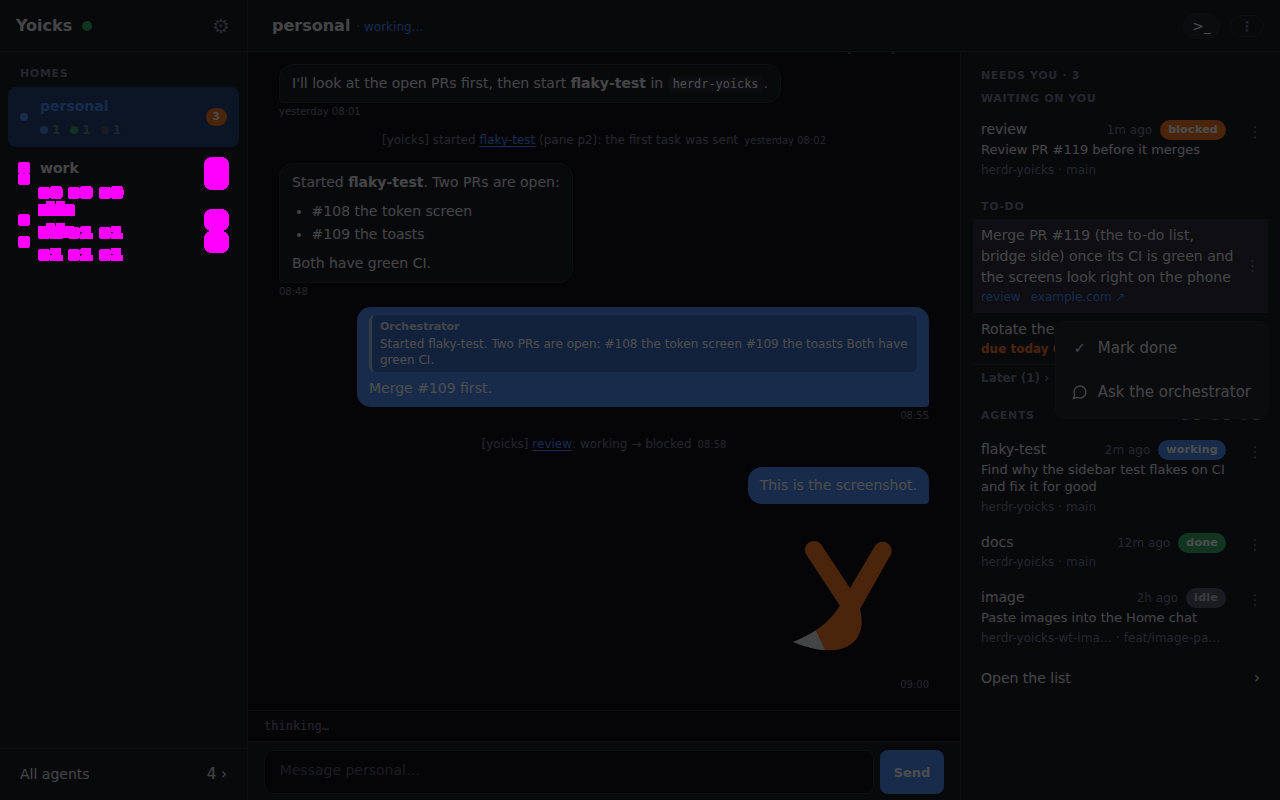 Yoicks
personal · working…
>_
HOMES
personal
3
1 1 1
work
All agents
4 ›
I'll look at the open PRs first, then start flaky-test in herdr-yoicks.
yesterday 08:01
[yoicks] started flaky-test (pane p2); the first task was sent yesterday 08:02
Started flaky-test. Two PRs are open:
• #108 the token screen
• #109 the toasts
Both have green CI.
08:48
Orchestrator
Started flaky-test. Two PRs are open: #108 the token screen #109 the toasts Both have
green CI.
Merge #109 first.
08:55
[yoicks] review: working → blocked 08:58
This is the screenshot.
09:00
thinking…
Message personal…
Send
NEEDS YOU · 3
WAITING ON YOU
review 1m ago blocked
Review PR #119 before it merges
herdr-yoicks · main
TO-DO
Merge PR #119 (the to-do list,
bridge side) once its CI is green and
the screens look right on the phone
review example.com ↗
Rotate the
due today
✓ Mark done
Later (1) ›
Ask the orchestrator
AGENTS
flaky-test 2m ago working
Find why the sidebar test flakes on CI
and fix it for good
herdr-yoicks · main
docs 12m ago done
herdr-yoicks · main
image 2h ago idle
Paste images into the Home chat
herdr-yoicks-wt-ima… · feat/image-pa…
Open the list ›